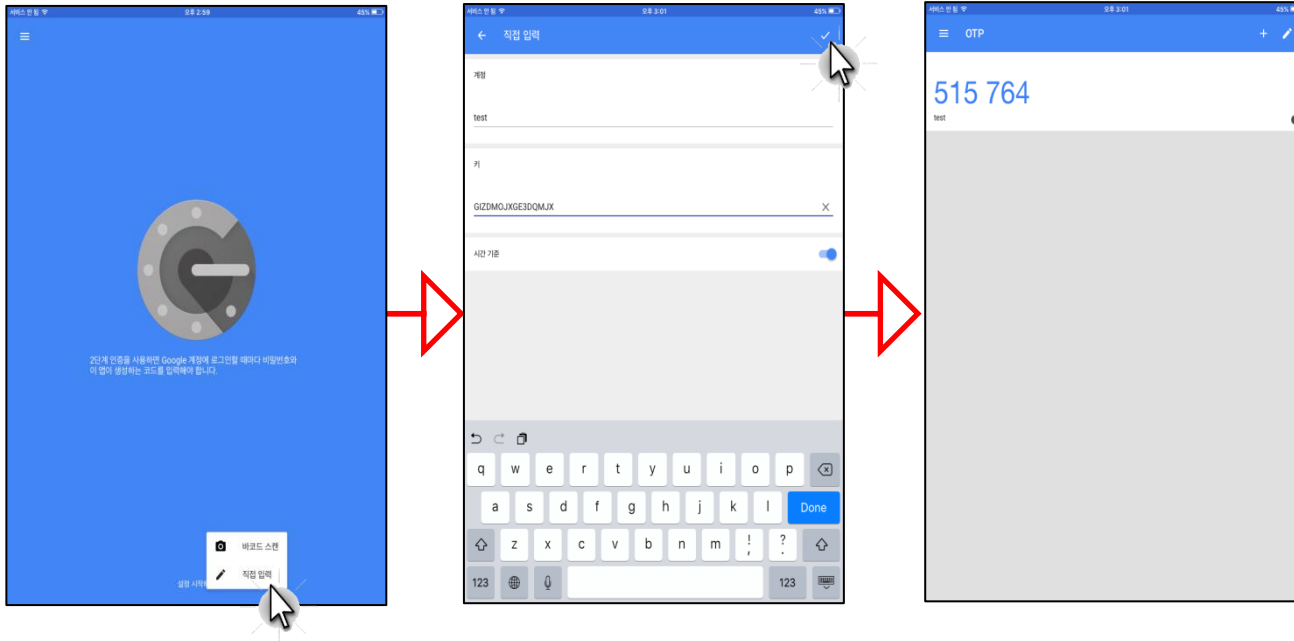 서비스 안 됨 오후 2:59 45%
2단계 인증을 사용하면 Google 계정에 로그인할 때마다 비밀번호와
이 앱이 생성하는 코드를 입력해야 합니다.
바코드 스캔
직접 입력
설정 시작
서비스 안 됨 오후 3:01 45%
직접 입력
계정
test
키
GIZDMOJXGE3DQMJX
시간 기준
q w e r t y u i o p
a s d f g h j k l Done
z x c v b n m ! , ? .
123 123
서비스 안 됨 오후 3:01 45%
OTP
515 764
test